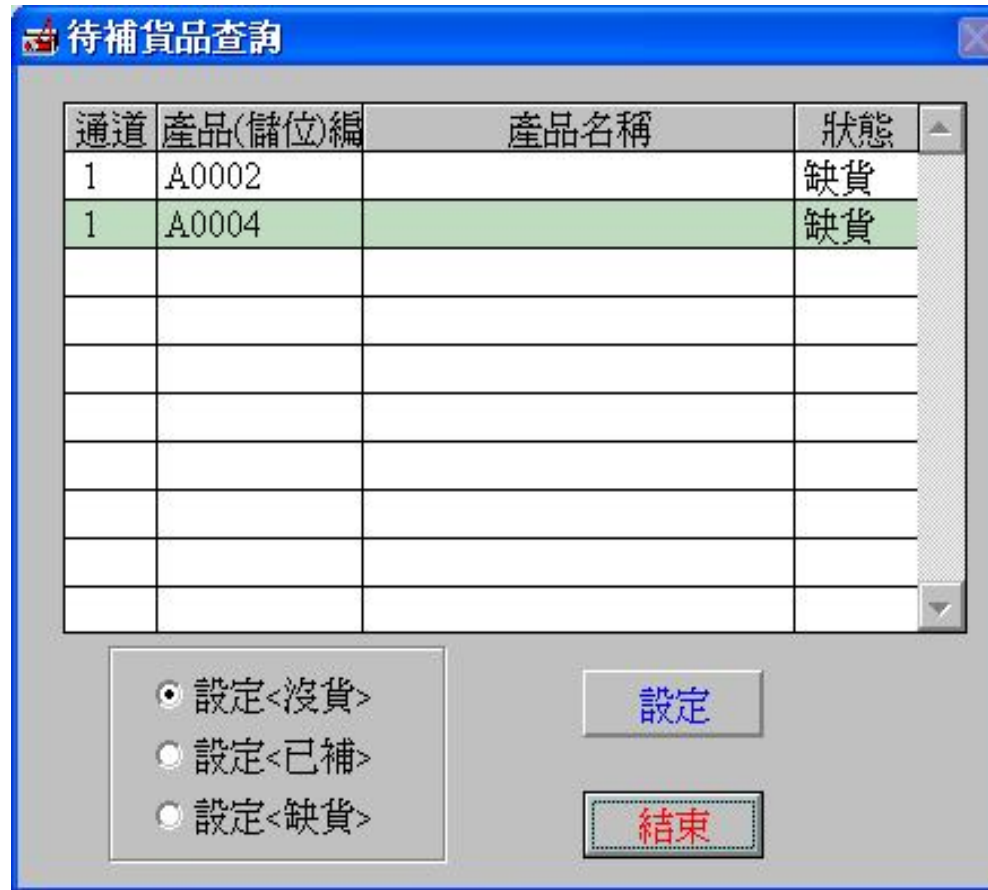 待補貨品查詢
通道 產品(儲位)編 產品名稱 狀態
1 A0002 缺貨
1 A0004 缺貨
設定<沒貨>
設定<已補>
設定<缺貨>
設定
結束